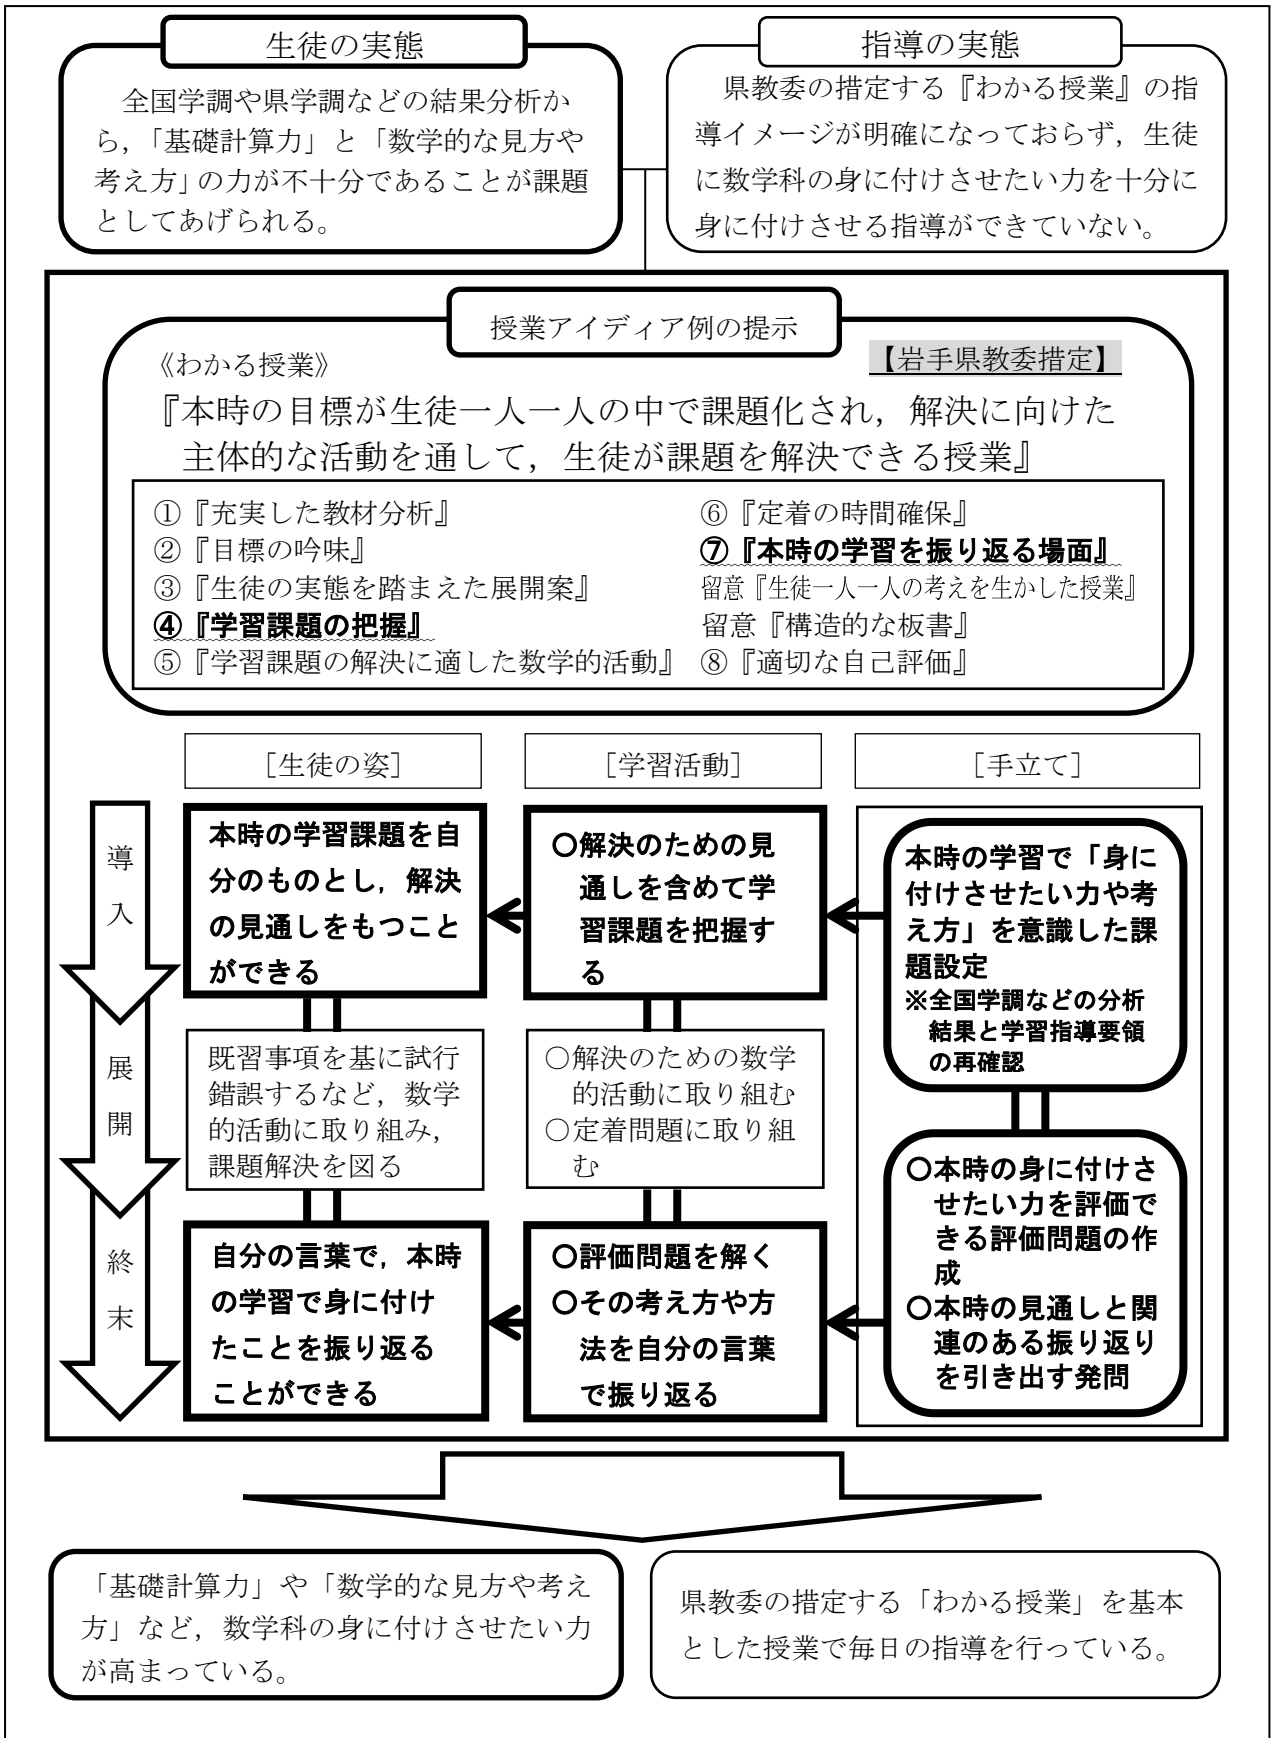 生徒の実態
全国学調や県学調などの結果分析か
ら，「基礎計算力」と「数学的な見方や
考え方」の力が不十分であることが課題
としてあげられる。
指導の実態
県教委の措定する『わかる授業』の指
導イメージが明確になっておらず，生徒
に数学科の身に付けさせたい力を十分に
身に付けさせる指導ができていない。
授業アイディア例の提示
《わかる授業》
【岩手県教委措定】
『本時の目標が生徒一人一人の中で課題化され，解決に向けた
主体的な活動を通して，生徒が課題を解決できる授業』
①『充実した教材分析』
②『目標の吟味』
③『生徒の実態を踏まえた展開案』
④『学習課題の把握』
⑤『学習課題の解決に適した数学的活動』
⑥『定着の時間確保』
⑦『本時の学習を振り返る場面』
留意『生徒一人一人の考えを生かした授業』
留意『構造的な板書』
⑧『適切な自己評価』
［生徒の姿］
［学習活動］
［手立て］
導
入
本時の学習課題を自
分のものとし，解決
の見通しをもつこと
ができる
○解決のための見
通しを含めて学
習課題を把握す
る
本時の学習で「身に
付けさせたい力や考
え方」を意識した課
題設定
※全国学調などの分析
結果と学習指導要領
の再確認
展
開
既習事項を基に試行
錯誤するなど，数学
的活動に取り組み，
課題解決を図る
○解決のための数学
的活動に取り組む
○定着問題に取り組
む
終
末
自分の言葉で，本時
の学習で身に付け
たことを振り返る
ことができる
○評価問題を解く
○その考え方や方
法を自分の言葉
で振り返る
○本時の身に付けさ
せたい力を評価で
きる評価問題の作
成
○本時の見通しと関
連のある振り返り
を引き出す発問
「基礎計算力」や「数学的な見方や考え
方」など，数学科の身に付けさせたい力
が高まっている。
県教委の措定する「わかる授業」を基本
とした授業で毎日の指導を行っている。